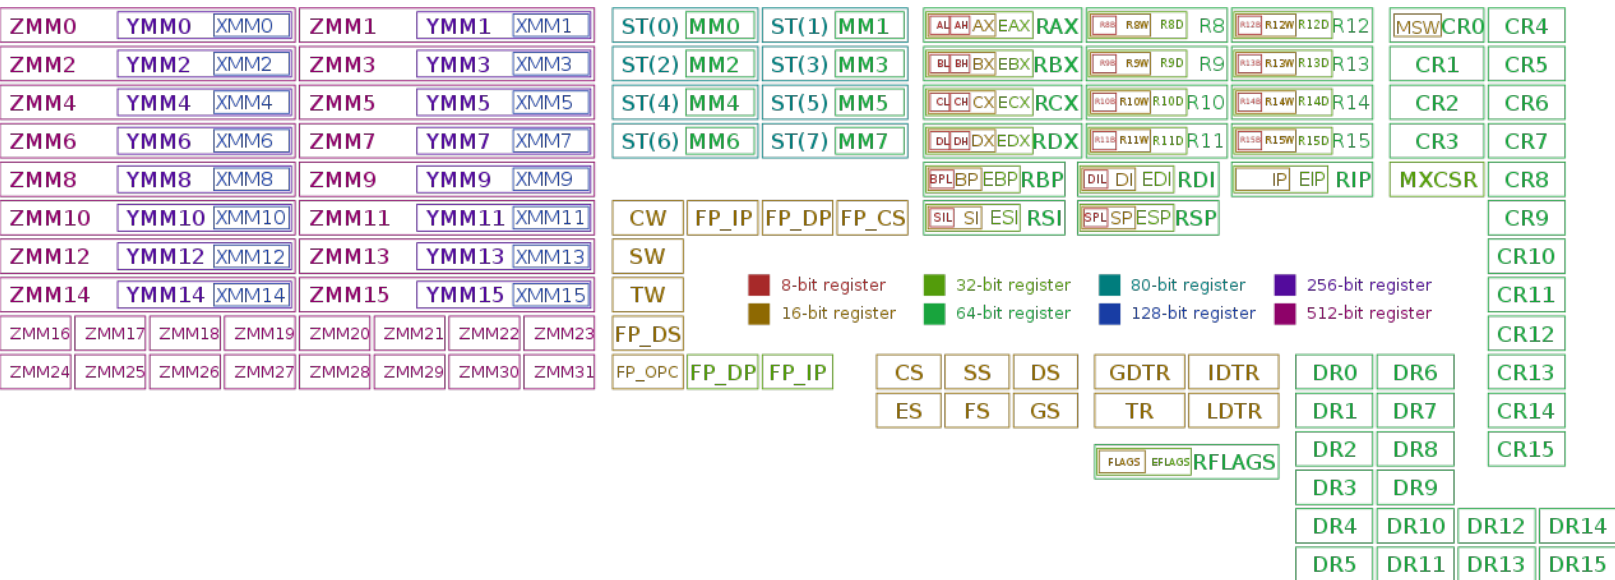 ZMM0 YMM0 XMM0 ZMM1 YMM1 XMM1 ST(0) MM0 ST(1) MM1 AL AH AX EAX RAX R8B R8W R8D R8 R12B R12W R12D R12 MSW CR0 CR4
ZMM2 YMM2 XMM2 ZMM3 YMM3 XMM3 ST(2) MM2 ST(3) MM3 BL BH BX EBX RBX R9B R9W R9D R9 R13B R13W R13D R13 CR1 CR5
ZMM4 YMM4 XMM4 ZMM5 YMM5 XMM5 ST(4) MM4 ST(5) MM5 CL CH CX ECX RCX R10B R10W R10D R10 R14B R14W R14D R14 CR2 CR6
ZMM6 YMM6 XMM6 ZMM7 YMM7 XMM7 ST(6) MM6 ST(7) MM7 DL DH DX EDX RDX R11B R11W R11D R11 R15B R15W R15D R15 CR3 CR7
ZMM8 YMM8 XMM8 ZMM9 YMM9 XMM9 BPL BP EBP RBP DIL DI EDI RDI IP EIP RIP MXCSR CR8
ZMM10 YMM10 XMM10 ZMM11 YMM11 XMM11 CW FP_IP FP_DP FP_CS SIL SI ESI RSI SPL SP ESP RSP CR9
ZMM12 YMM12 XMM12 ZMM13 YMM13 XMM13 SW CR10
8-bit register 32-bit register 80-bit register 256-bit register
ZMM14 YMM14 XMM14 ZMM15 YMM15 XMM15 TW CR11
16-bit register 64-bit register 128-bit register 512-bit register
ZMM16 ZMM17 ZMM18 ZMM19 ZMM20 ZMM21 ZMM22 ZMM23 FP_DS CR12
ZMM24 ZMM25 ZMM26 ZMM27 ZMM28 ZMM29 ZMM30 ZMM31 FP_OPC FP_DP FP_IP CS SS DS GDTR IDTR DR0 DR6 CR13
ES FS GS TR LDTR DR1 DR7 CR14
DR2 DR8 CR15
FLAGS EFLAGS RFLAGS
DR3 DR9
DR4 DR10 DR12 DR14
DR5 DR11 DR13 DR15